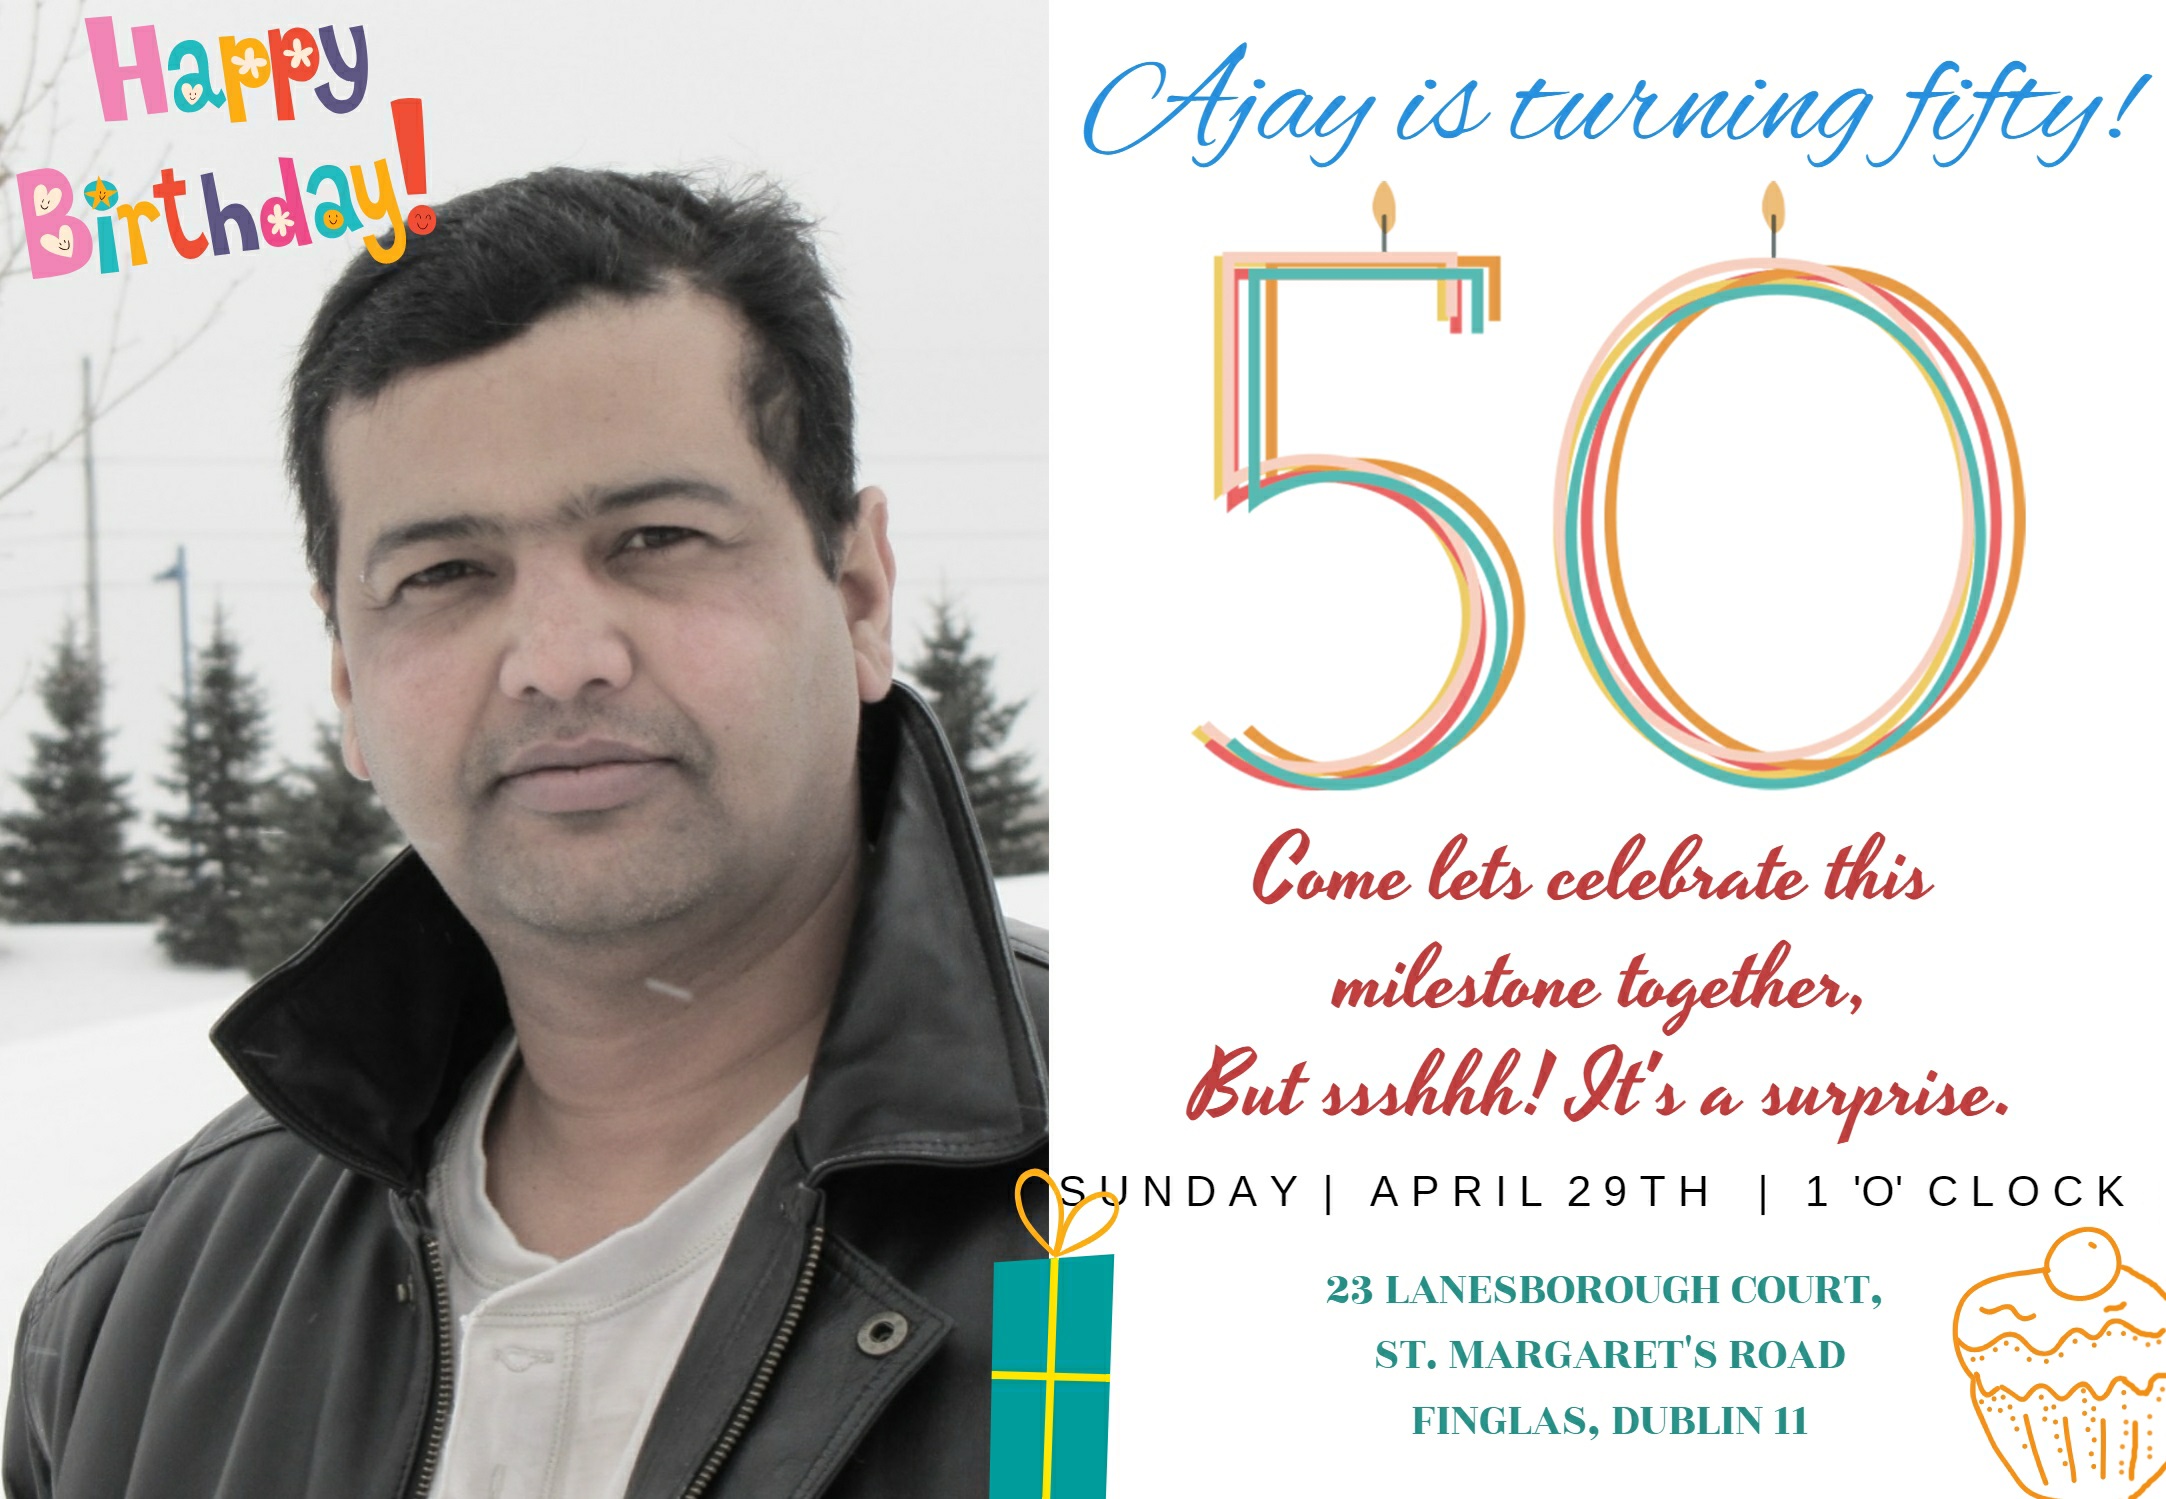 Happy
Birthday!
Ajay is turning fifty!
50
Come lets celebrate this
milestone together,
But ssshhh! It's a surprise.
SUNDAY | APRIL 29TH | 1 'O' CLOCK
23 LANESBOROUGH COURT,
ST. MARGARET'S ROAD
FINGLAS, DUBLIN 11